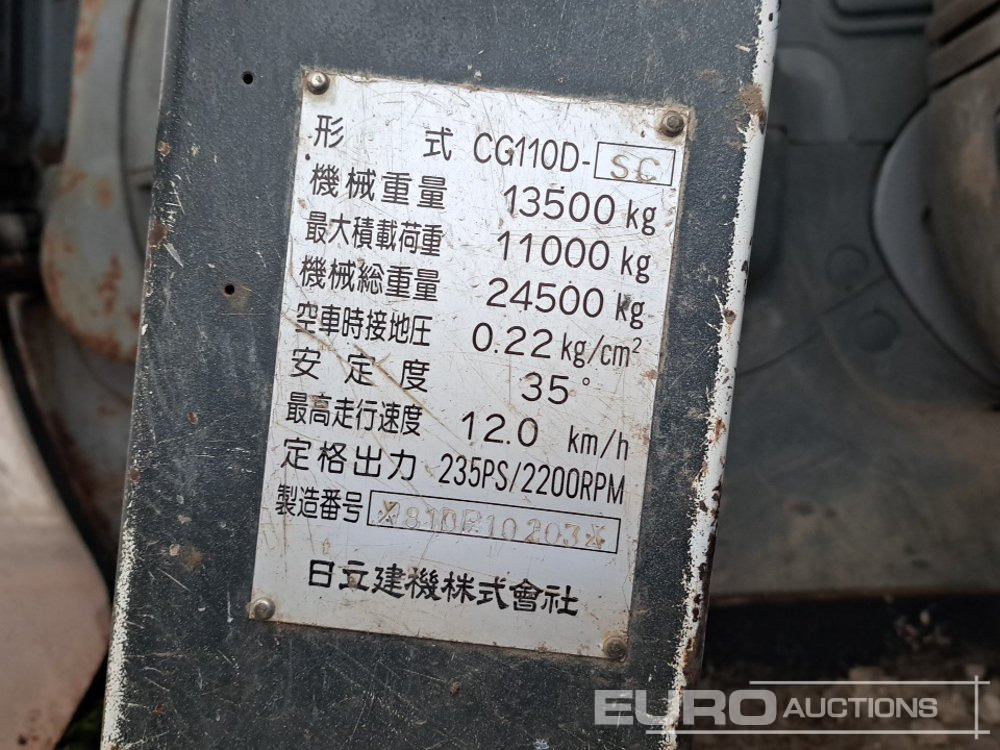 形 式 CG110D-SC
機械重量 13500 kg
最大積載荷重 11000 kg
機械総重量 24500 kg
空車時接地圧 0.22 kg/cm²
安定度 35°
最高走行速度 12.0 km/h
定格出力 235PS/2200RPM
製造番号
日立建機株式會社
EURO AUCTIONS